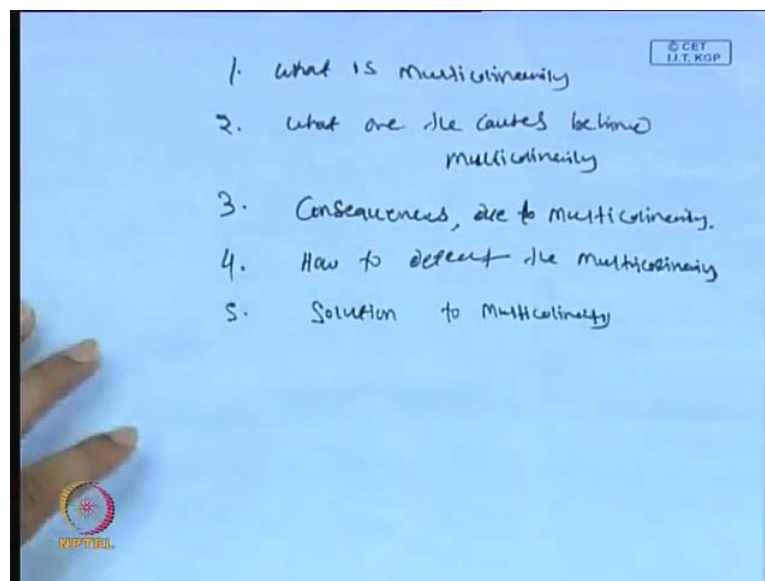 © CET
I.I.T. KGP
1. What is Multicolinearity
2. What are the causes behind
Multicolinearity
3. Consequences, due to Multicolinearity.
4. How to detect the Multicolinearity
5. Solution to Multicolinearity
NPTEL